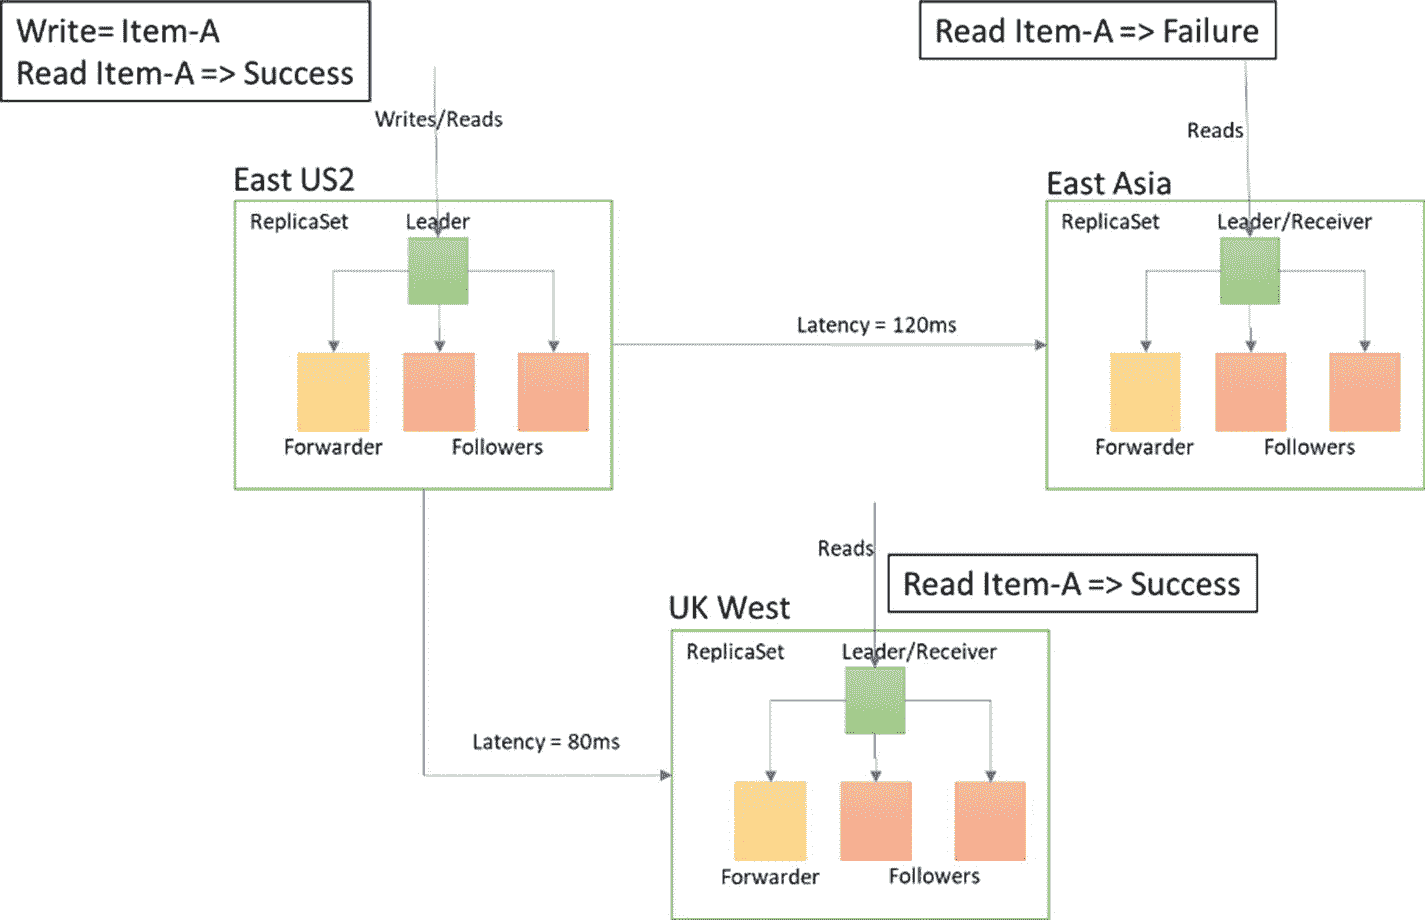 Write= Item-A
Read Item-A => Success
Writes/Reads
Read Item-A => Failure
Reads
East US2
ReplicaSet
Leader
Forwarder
Followers
Latency = 120ms
East Asia
ReplicaSet
Leader/Receiver
Forwarder
Followers
Latency = 80ms
Reads
Read Item-A => Success
UK West
ReplicaSet
Leader/Receiver
Forwarder
Followers